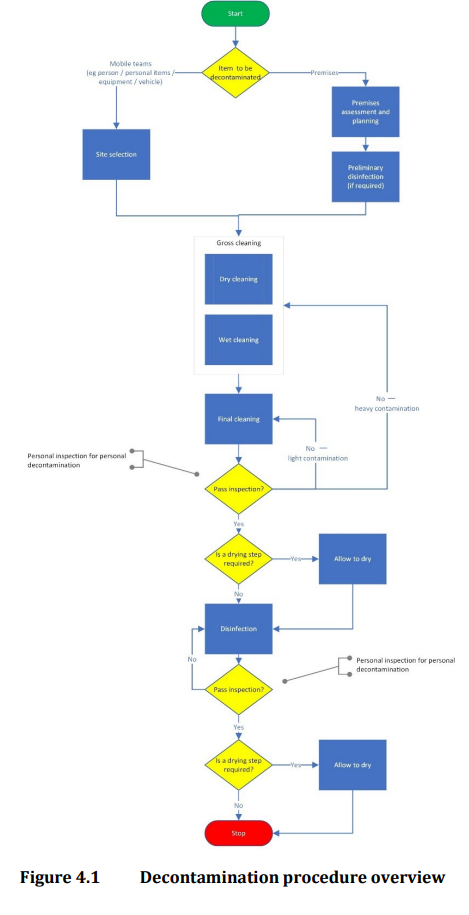 Start
Item to be
decontaminated
Mobile teams
(eg person / personal items /
equipment / vehicle)
Premises
Premises
assessment and
planning
Site selection
Preliminary
disinfection
(if required)
Gross cleaning
Dry cleaning
Wet cleaning
No —
heavy contamination
Final cleaning
No —
light contamination
Personal inspection for personal
decontamination
Pass inspection?
Yes
Is a drying step
required?
Yes
Allow to dry
No
Disinfection
No
Personal inspection for personal
decontamination
Pass inspection?
Yes
Is a drying step
required?
Yes
Allow to dry
No
Stop
Figure 4.1 Decontamination procedure overview